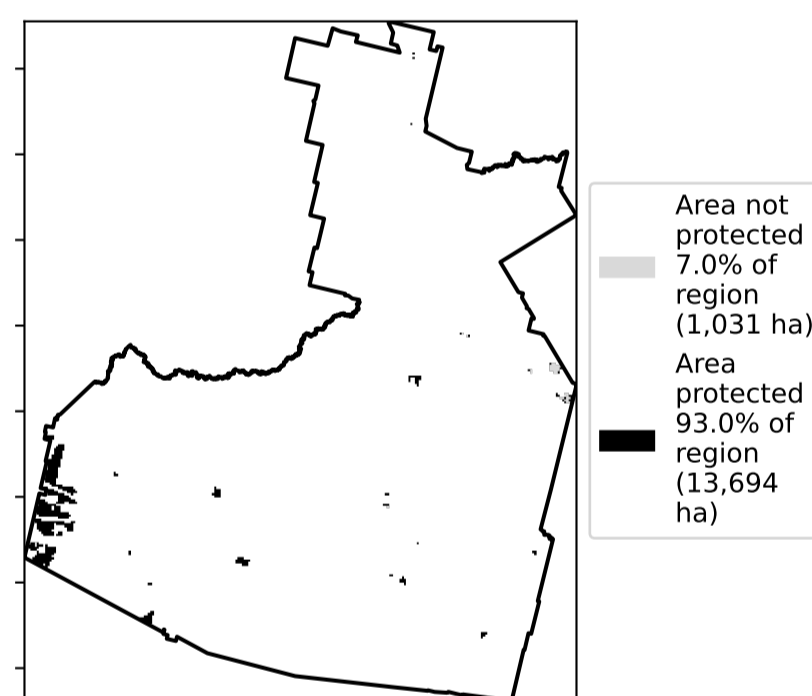 Area not
protected
7.0% of
region
(1,031 ha)
Area
protected
93.0% of
region
(13,694
ha)